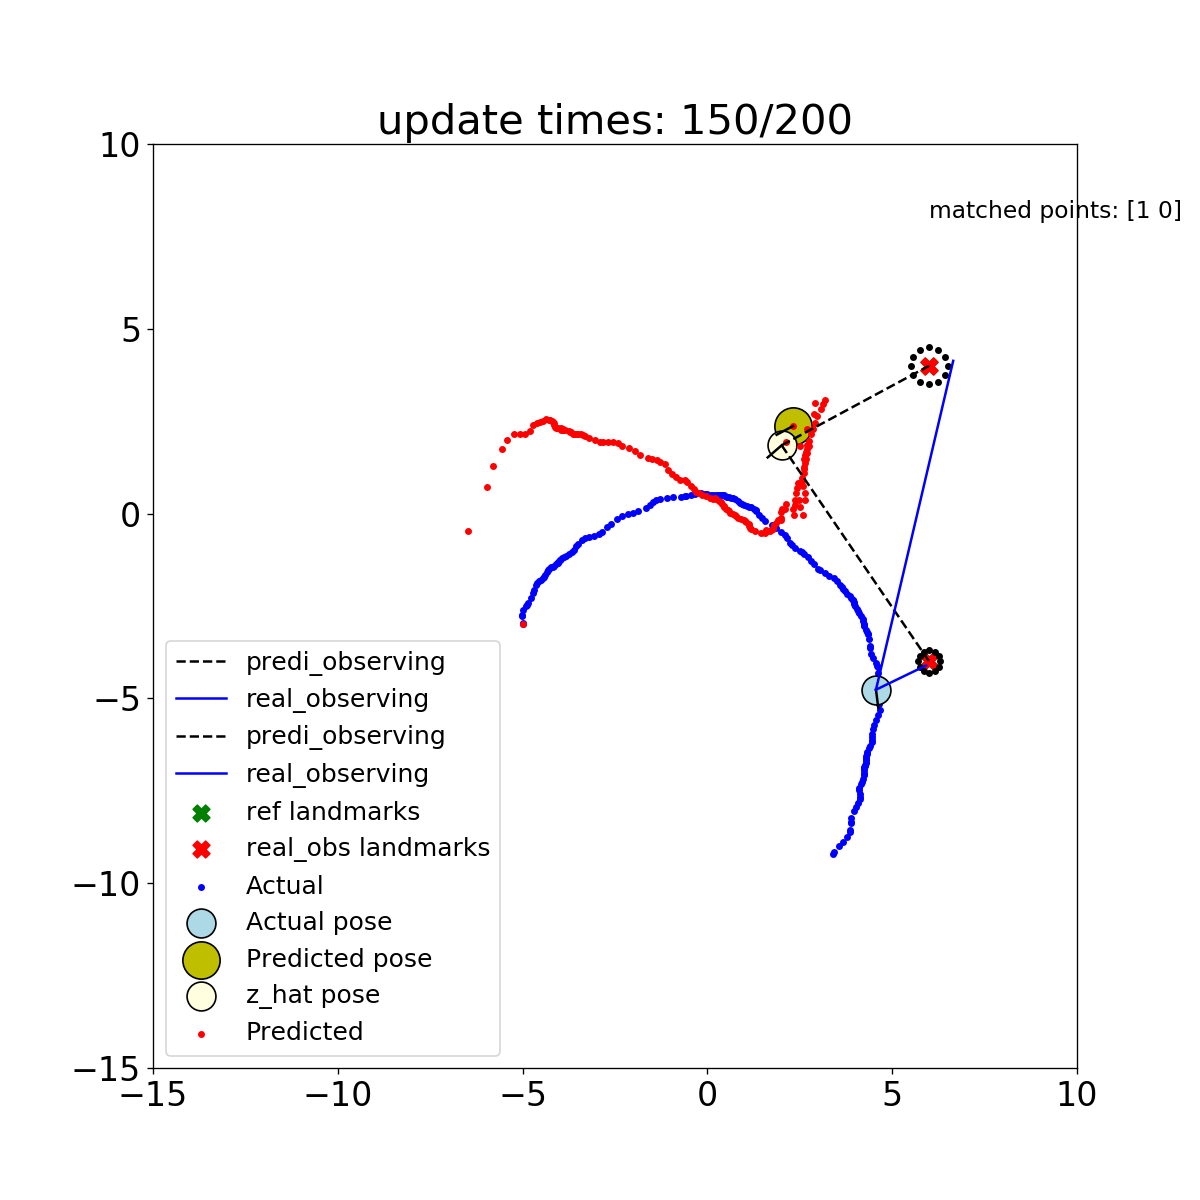 update times: 150/200
10
matched points: [1 0]
5
0
−5
−10
−15
predi_observing
real_observing
predi_observing
real_observing
ref landmarks
real_obs landmarks
Actual
Actual pose
Predicted pose
z_hat pose
Predicted
−15 −10 −5 0 5 10